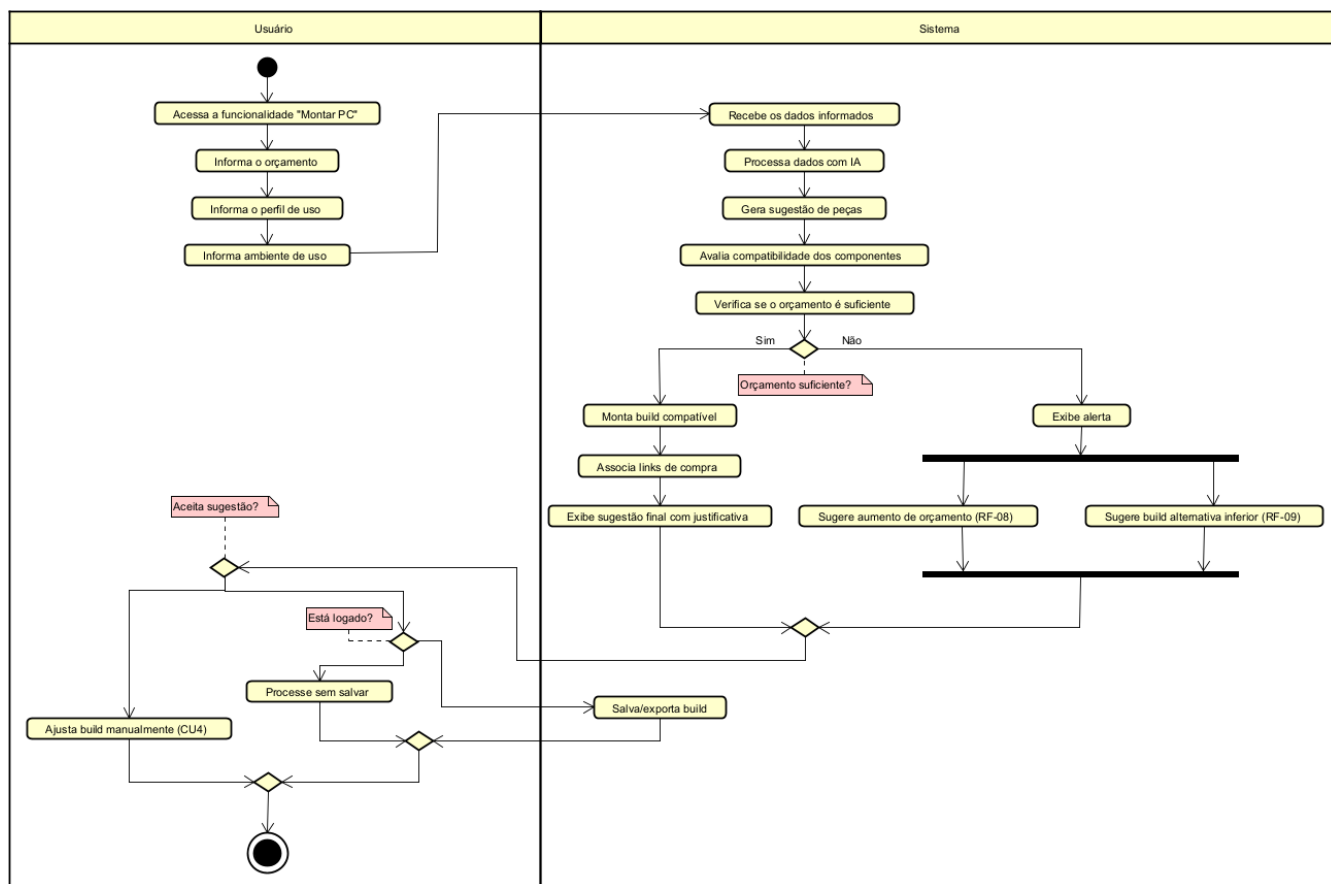 Usuário
Sistema
Acessa a funcionalidade "Montar PC"
Informa o orçamento
Informa o perfil de uso
Informa ambiente de uso
Recebe os dados informados
Processa dados com IA
Gera sugestão de peças
Avalia compatibilidade dos componentes
Verifica se o orçamento é suficiente
Sim
Não
Orçamento suficiente?
Monta build compatível
Exibe alerta
Associa links de compra
Exibe sugestão final com justificativa
Sugere aumento de orçamento (RF-08)
Sugere build alternativa inferior (RF-09)
Aceita sugestão?
Está logado?
Processe sem salvar
Salva/exporta build
Ajusta build manualmente (CU4)